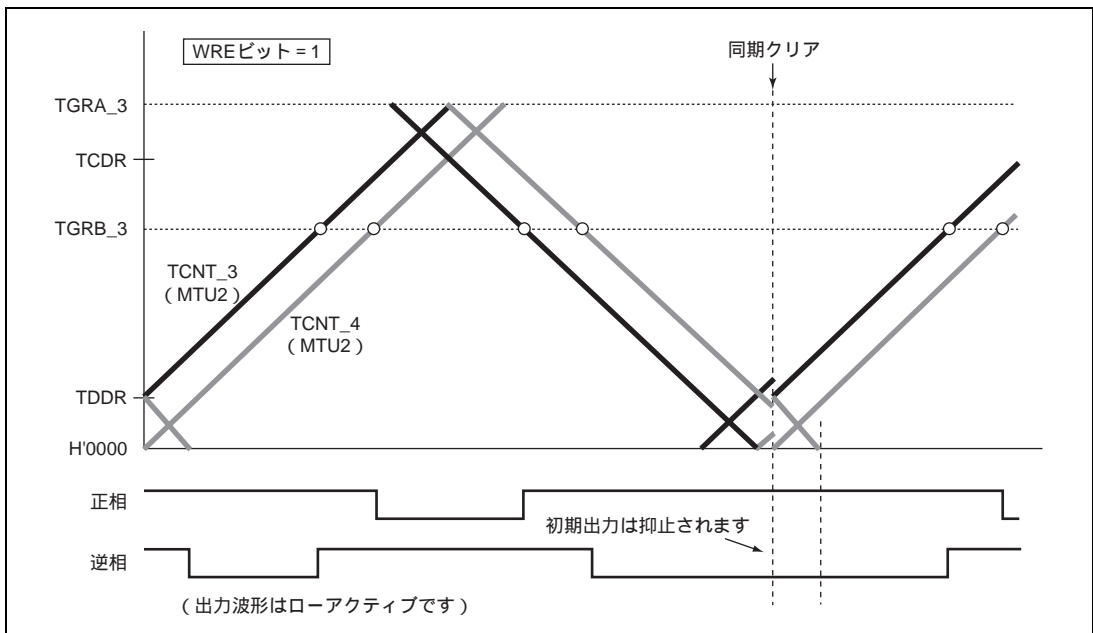 WREビット = 1
同期クリア
TGRA_3
TCDR
TGRB_3
TCNT_3
(MTU2)
TCNT_4
(MTU2)
TDDR
H'0000
正相
初期出力は抑止されます
逆相
(出力波形はローアクティブです)